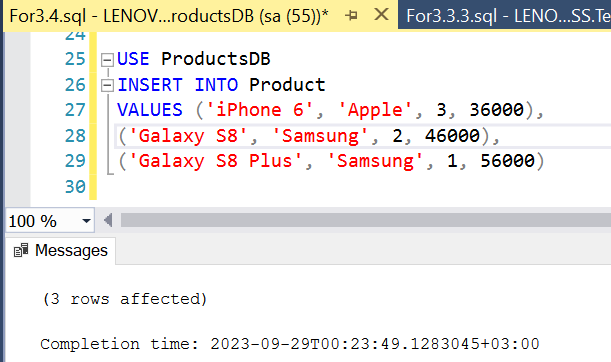 For3.4.sql - LENOV...roductsDB (sa (55))* For3.3.3.sql - LENO...SS.Te
24
25 USE ProductsDB
26 INSERT INTO Product
27 VALUES ('iPhone 6', 'Apple', 3, 36000),
28 ('Galaxy S8', 'Samsung', 2, 46000),
29 ('Galaxy S8 Plus', 'Samsung', 1, 56000)
30
100 %
Messages
(3 rows affected)
Completion time: 2023-09-29T00:23:49.1283045+03:00